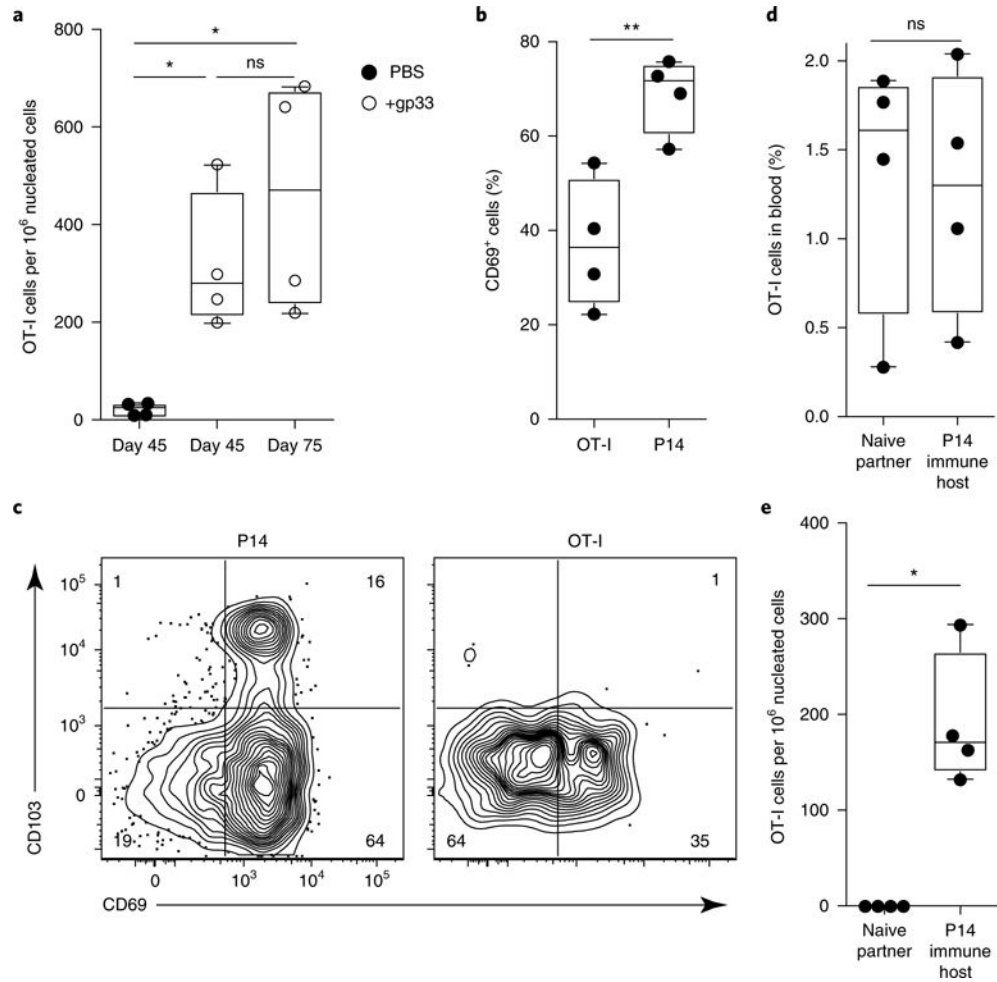 a
800
600
400
200
0
OT-I cells per 10⁶ nucleated cells
*
*
ns
Day 45
Day 45
Day 75
PBS
+gp33
b
80
60
40
20
0
CD69⁺ cells (%)
**
OT-I
P14
d
2.0
1.5
1.0
0.5
0.0
OT-I cells in blood (%)
ns
Naive
partner
P14
immune
host
c
P14
OT-I
1
16
19
64
1
64
35
10⁵
10⁴
10³
0
CD103
0
10³
10⁴
10⁵
CD69
e
400
300
200
100
0
OT-I cells per 10⁶ nucleated cells
*
Naive
partner
P14
immune
host